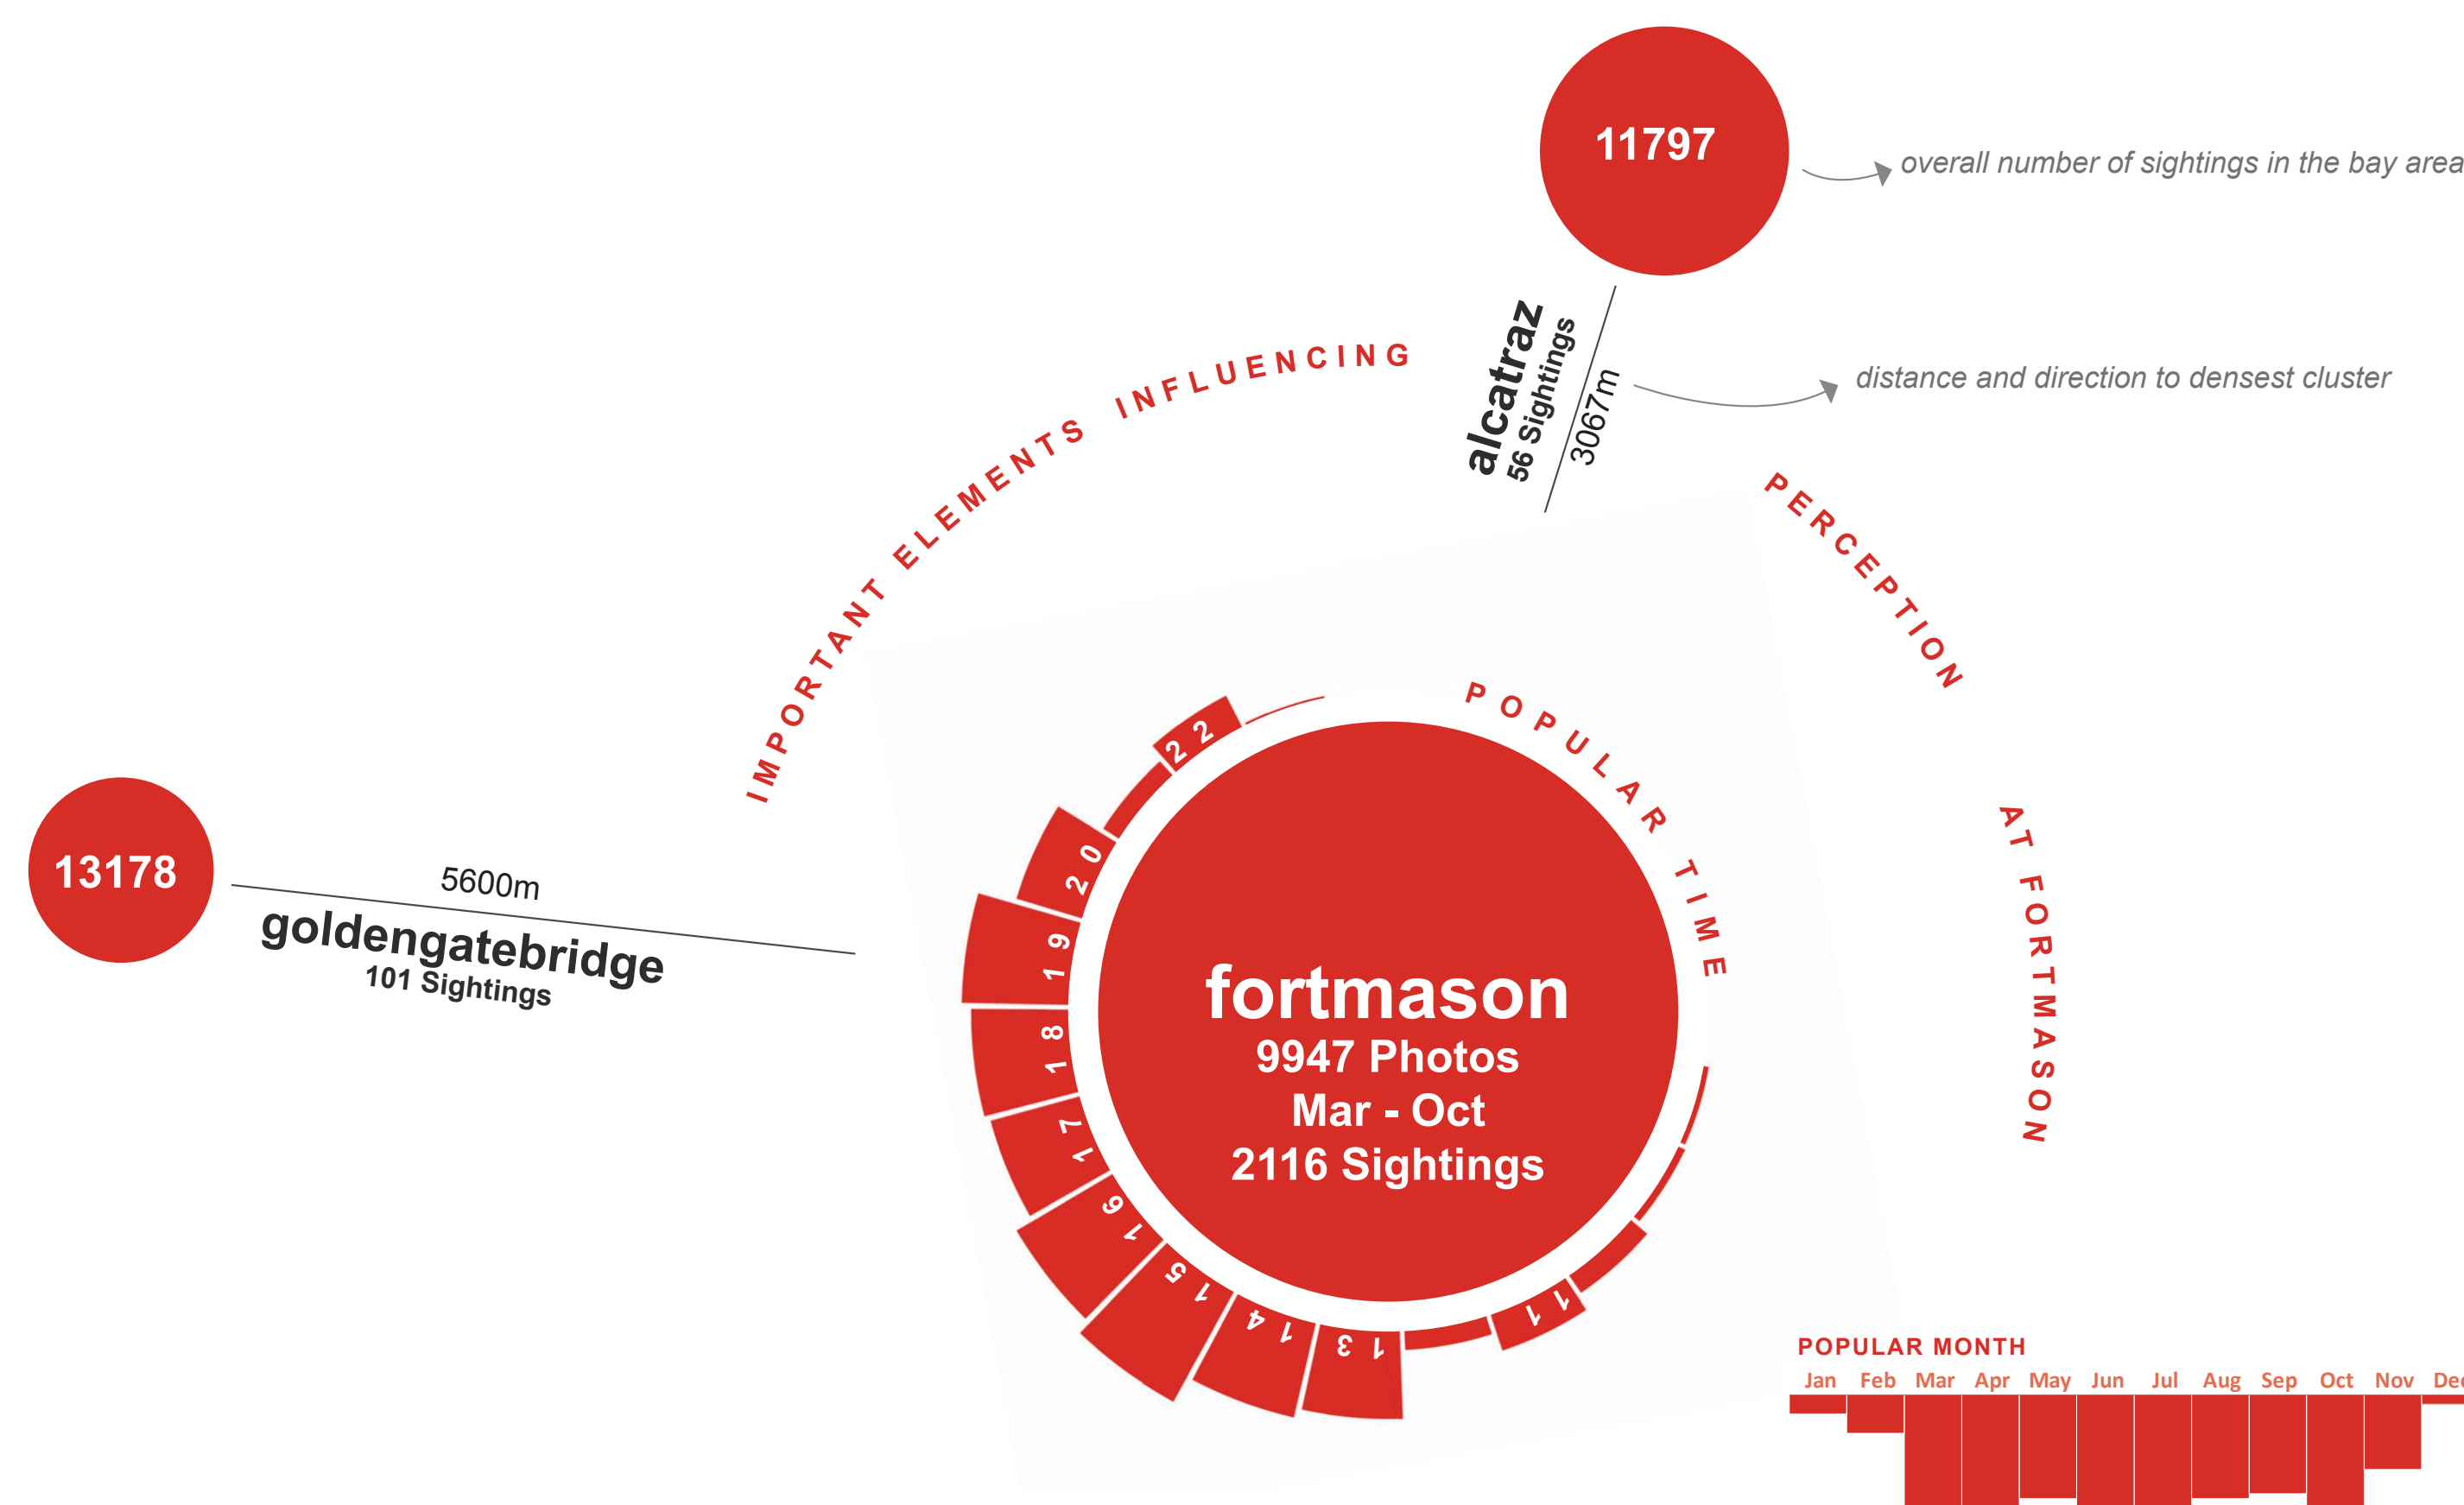 11797
overall number of sightings in the bay area
alcatraz
56 Sightings
3067m
distance and direction to densest cluster
IMPORTANT ELEMENTS INFLUENCING PERCEPTION AT FORTMASON
13178
5600m
goldengatebridge
101 Sightings
POPULAR TIME
22
20
19
18
17
16
15
14
13
11
fortmason
9947 Photos
Mar - Oct
2116 Sightings
POPULAR MONTH
Jan Feb Mar Apr May Jun Jul Aug Sep Oct Nov Dec